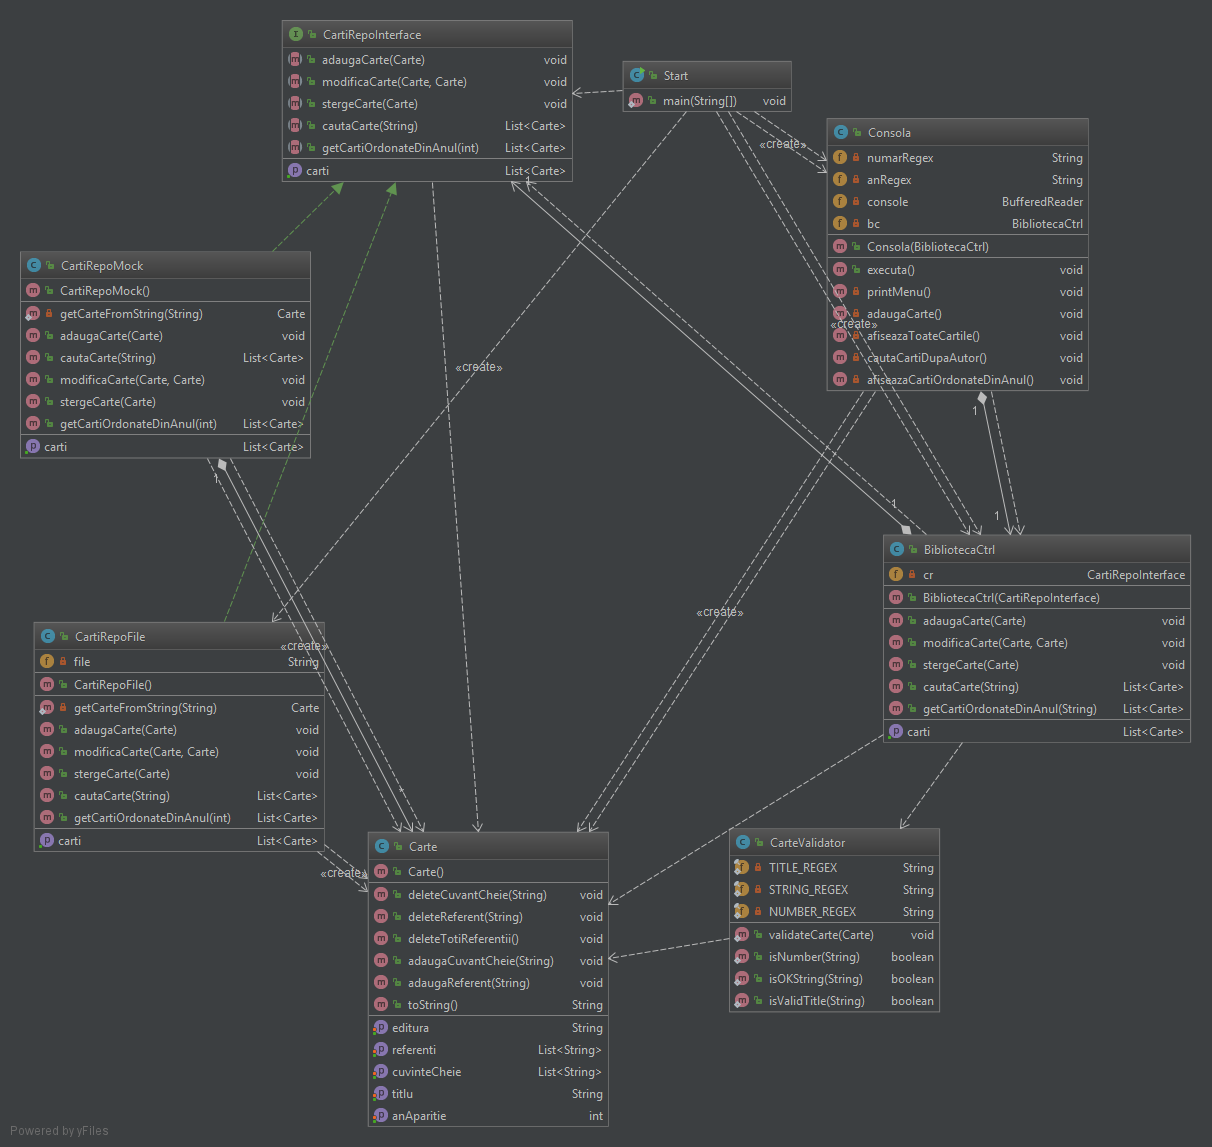 CartiRepoInterface
adaugaCarte(Carte) void
modificaCarte(Carte, Carte) void
stergeCarte(Carte) void
cautaCarte(String) List<Carte>
getCartiOrdonateDinAnul(int) List<Carte>
carti List<Carte>
Start
main(String[]) void
«create»
Consola
numarRegex String
anRegex String
console BufferedReader
bc BibliotecaCtrl
Consola(BibliotecaCtrl)
executa() void
printMenu() void
adaugaCarte() void
«create»
afiseazaToateCartile() void
cautaCartiDupaAutor() void
afiseazaCartiOrdonateDinAnul() void
1
1
1
1
CartiRepoMock
CartiRepoMock()
getCarteFromString(String) Carte
adaugaCarte(Carte) void
cautaCarte(String) List<Carte>
modificaCarte(Carte, Carte) void
stergeCarte(Carte) void
getCartiOrdonateDinAnul(int) List<Carte>
carti List<Carte>
1
*
«create»
BibliotecaCtrl
cr CartiRepoInterface
BibliotecaCtrl(CartiRepoInterface)
adaugaCarte(Carte) void
modificaCarte(Carte, Carte) void
stergeCarte(Carte) void
cautaCarte(String) List<Carte>
getCartiOrdonateDinAnul(String) List<Carte>
carti List<Carte>
«create»
«create»
CartiRepoFile
file String
CartiRepoFile()
getCarteFromString(String) Carte
adaugaCarte(Carte) void
modificaCarte(Carte, Carte) void
stergeCarte(Carte) void
cautaCarte(String) List<Carte>
getCartiOrdonateDinAnul(int) List<Carte>
carti List<Carte>
«create»
Carte
Carte()
deleteCuvantCheie(String) void
deleteReferent(String) void
deleteTotiReferentii() void
adaugaCuvantCheie(String) void
adaugaReferent(String) void
toString() String
editura String
referenti List<String>
cuvinteCheie List<String>
titlu String
anAparitie int
CarteValidator
TITLE_REGEX String
STRING_REGEX String
NUMBER_REGEX String
validateCarte(Carte) void
isNumber(String) boolean
isOKString(String) boolean
isValidTitle(String) boolean
Powered by yFiles